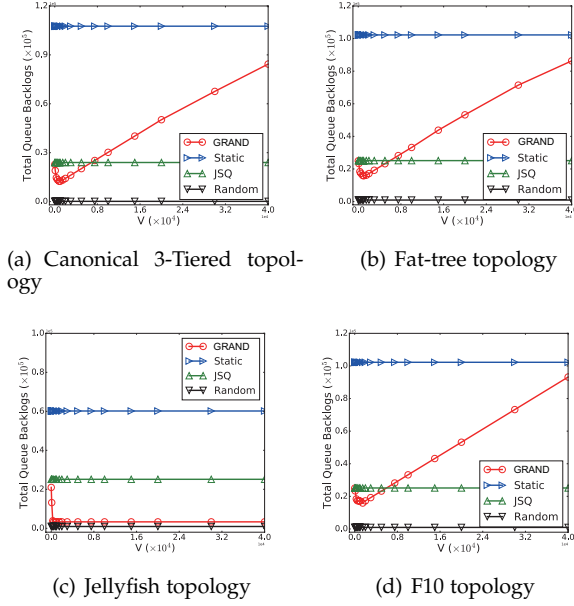 1e5
1.2
0.9
0.6
0.3
0.0
Total Queue Backlogs (×10⁵)
GRAND
Static
JSQ
Random
0.0 0.8 1.6 2.4 3.2 4.0
1e4
V (×10⁴)
(a) Canonical 3-Tiered topol-
ogy
1.2
1.0
0.8
0.6
0.4
0.2
0.0
Total Queue Backlogs (×10⁵)
GRAND
Static
JSQ
Random
0.0 0.8 1.6 2.4 3.2 4.0
1e4
V (×10⁴)
(b) Fat-tree topology
1e5
1.0
0.8
0.6
0.4
0.2
0.0
Total Queue Backlogs (×10⁵)
GRAND
Static
JSQ
Random
0.0 0.8 1.6 2.4 3.2 4.0
1e4
V (×10⁴)
(c) Jellyfish topology
1e5
1.2
1.0
0.8
0.6
0.4
0.2
0.0
Total Queue Backlogs (×10⁵)
GRAND
Static
JSQ
Random
0.0 0.8 1.6 2.4 3.2 4.0
1e4
V (×10⁴)
(d) F10 topology